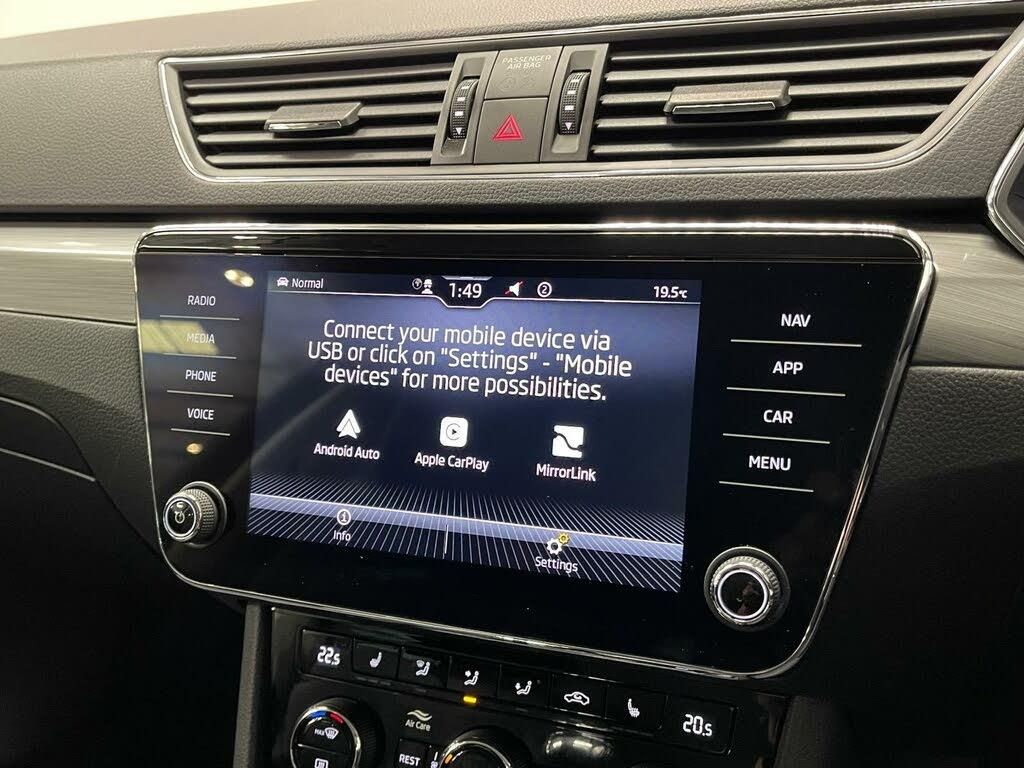 PASSENGER
AIR BAG
Normal
1:49
2
19.5°C
RADIO
MEDIA
PHONE
VOICE
Connect your mobile device via
USB or click on "Settings" - "Mobile
devices" for more possibilities.
Android Auto
Apple CarPlay
MirrorLink
Info
Settings
NAV
APP
CAR
MENU
22.5
20.5
MAX
Air Care
REST